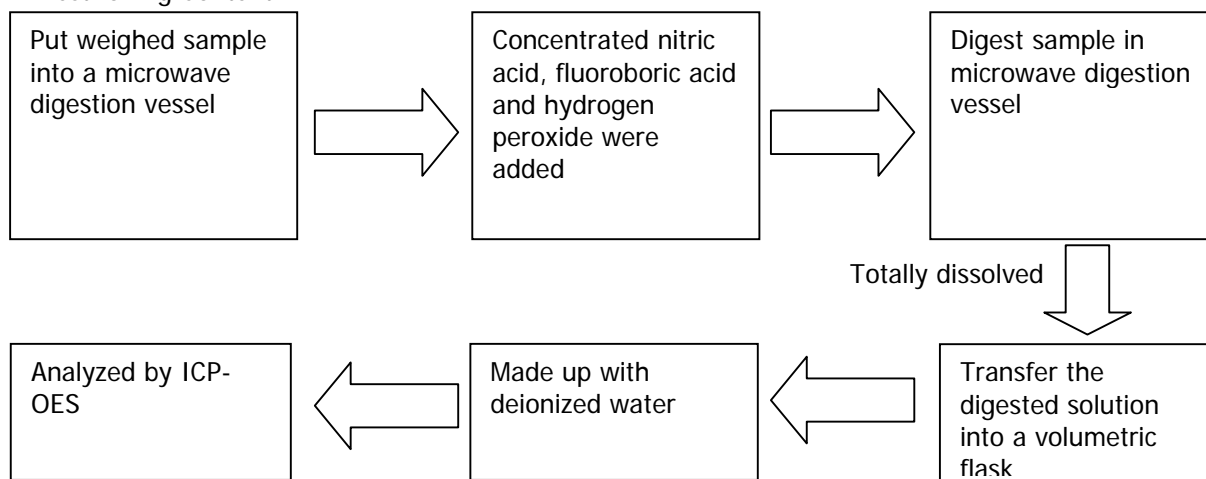 Put weighed sample
into a microwave
digestion vessel
Concentrated nitric
acid, fluoroboric acid
and hydrogen
peroxide were
added
Digest sample in
microwave digestion
vessel
Totally dissolved
Transfer the
digested solution
into a volumetric
flask
Made up with
deionized water
Analyzed by ICP-
OES